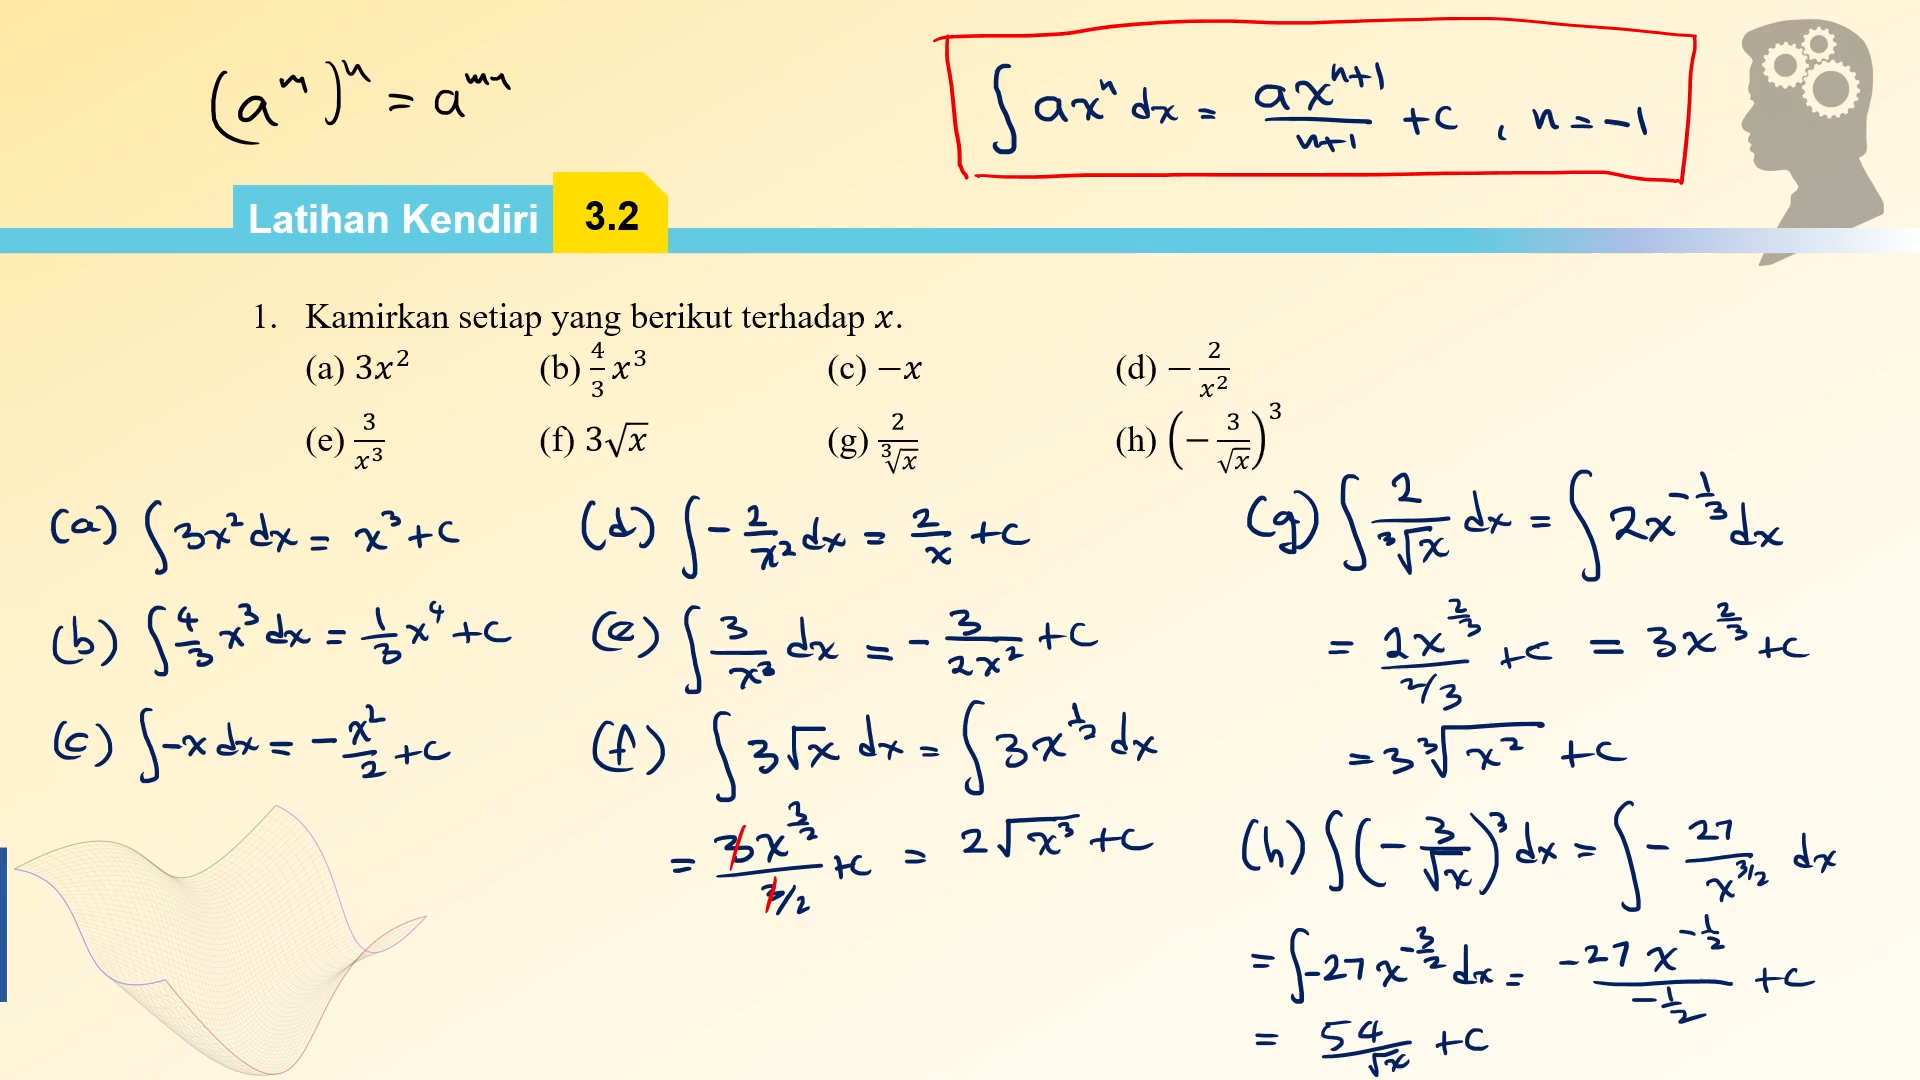 (aᵐ)ⁿ = aᵐⁿ
∫ axⁿ dx = axⁿ⁺¹/n+1 + c , n = -1
Latihan Kendiri 3.2
1. Kamirkan setiap yang berikut terhadap x.
(a) 3x² (b) 4/3 x³ (c) −x (d) −2/x²
(e) 3/x³ (f) 3√x (g) 2/∛x (h) (−3/√x)³
(a) ∫ 3x² dx = x³ + c
(b) ∫ 4/3 x³ dx = 1/3 x⁴ + c
(c) ∫ -x dx = - x²/2 + c
(d) ∫ - 2/x² dx = 2/x + c
(e) ∫ 3/x³ dx = - 3/2x² + c
(f) ∫ 3√x dx = ∫ 3x^(1/2) dx
= 3x^(3/2)/(3/2) + c = 2√x³ + c
(g) ∫ 2/∛x dx = ∫ 2x^(-1/3) dx
= 2x^(2/3)/(2/3) + c = 3x^(2/3) + c
= 3∛x² + c
(h) ∫ (- 3/√x)³ dx = ∫ - 27/x^(3/2) dx
= ∫ -27x^(-3/2) dx = -27x^(-1/2)/(-1/2) + c
= 54/√x + c